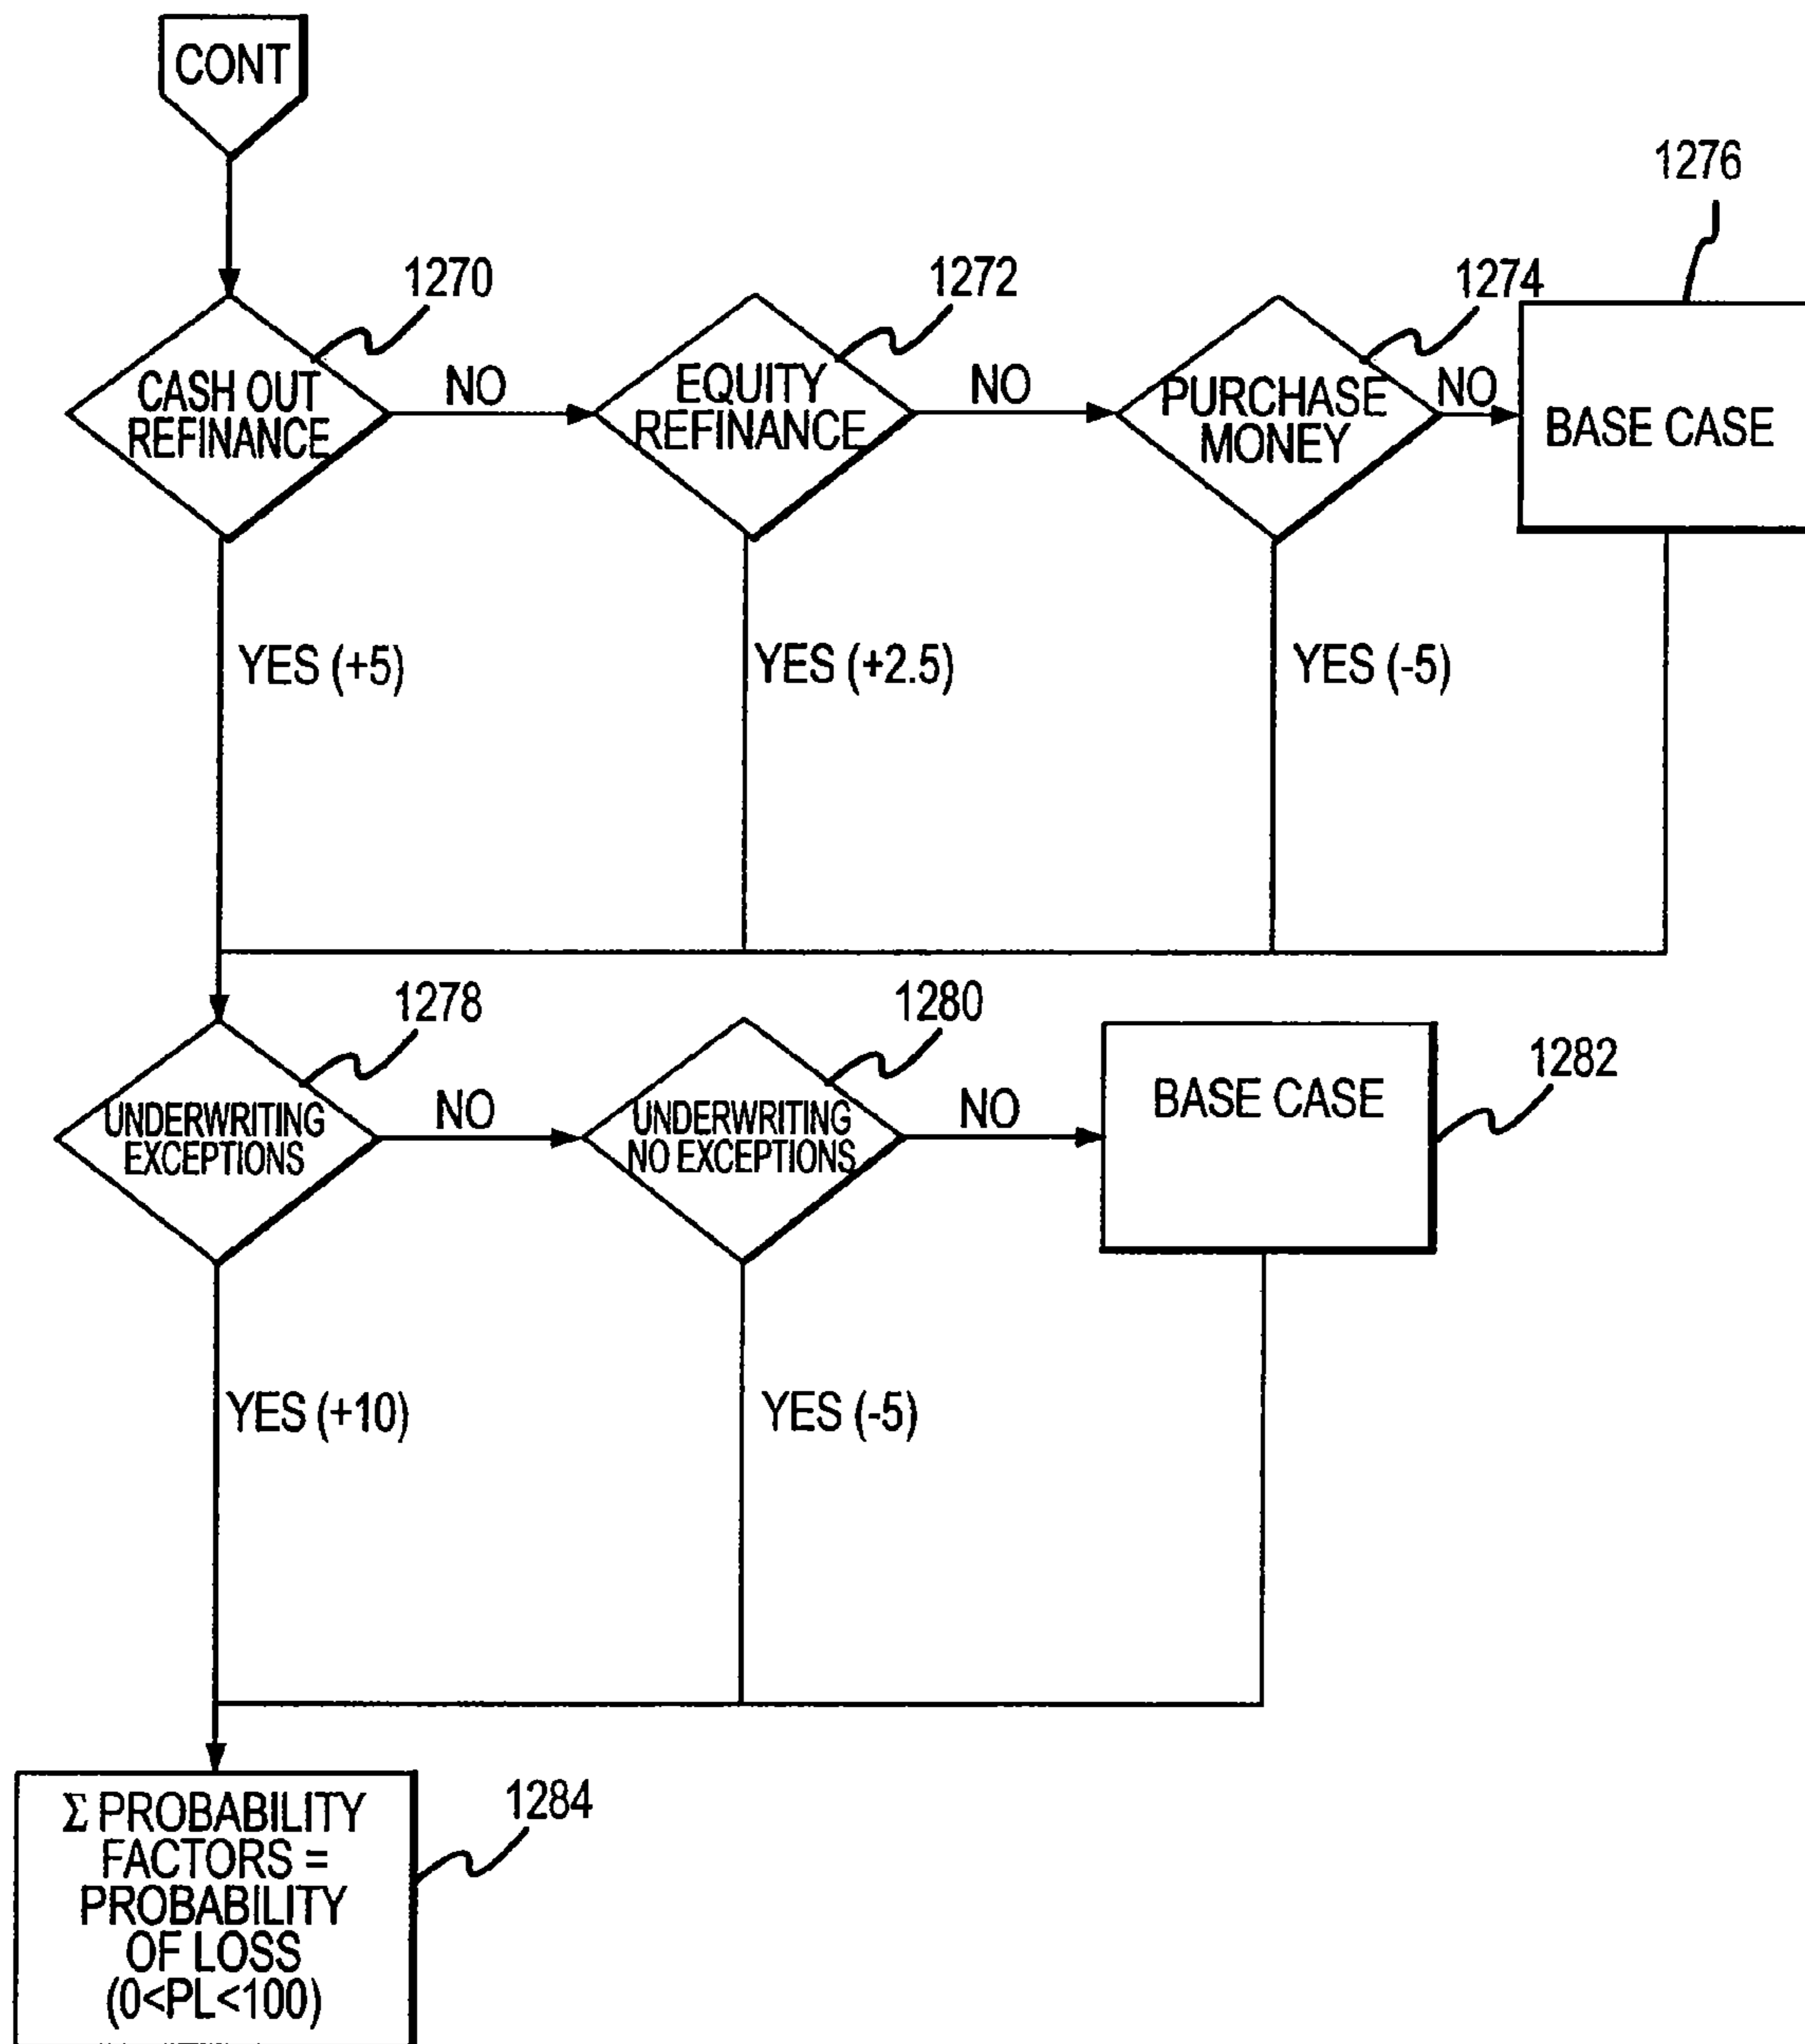 CONT
1270
1272
1274
1276
CASH OUT
REFINANCE
NO
EQUITY
REFINANCE
NO
PURCHASE
MONEY
NO
BASE CASE
YES (+5)
YES (+2.5)
YES (-5)
1278
1280
1282
UNDERWRITING
EXCEPTIONS
NO
UNDERWRITING
NO EXCEPTIONS
NO
BASE CASE
YES (+10)
YES (-5)
Σ PROBABILITY
FACTORS =
PROBABILITY
OF LOSS
(0<PL<100)
1284